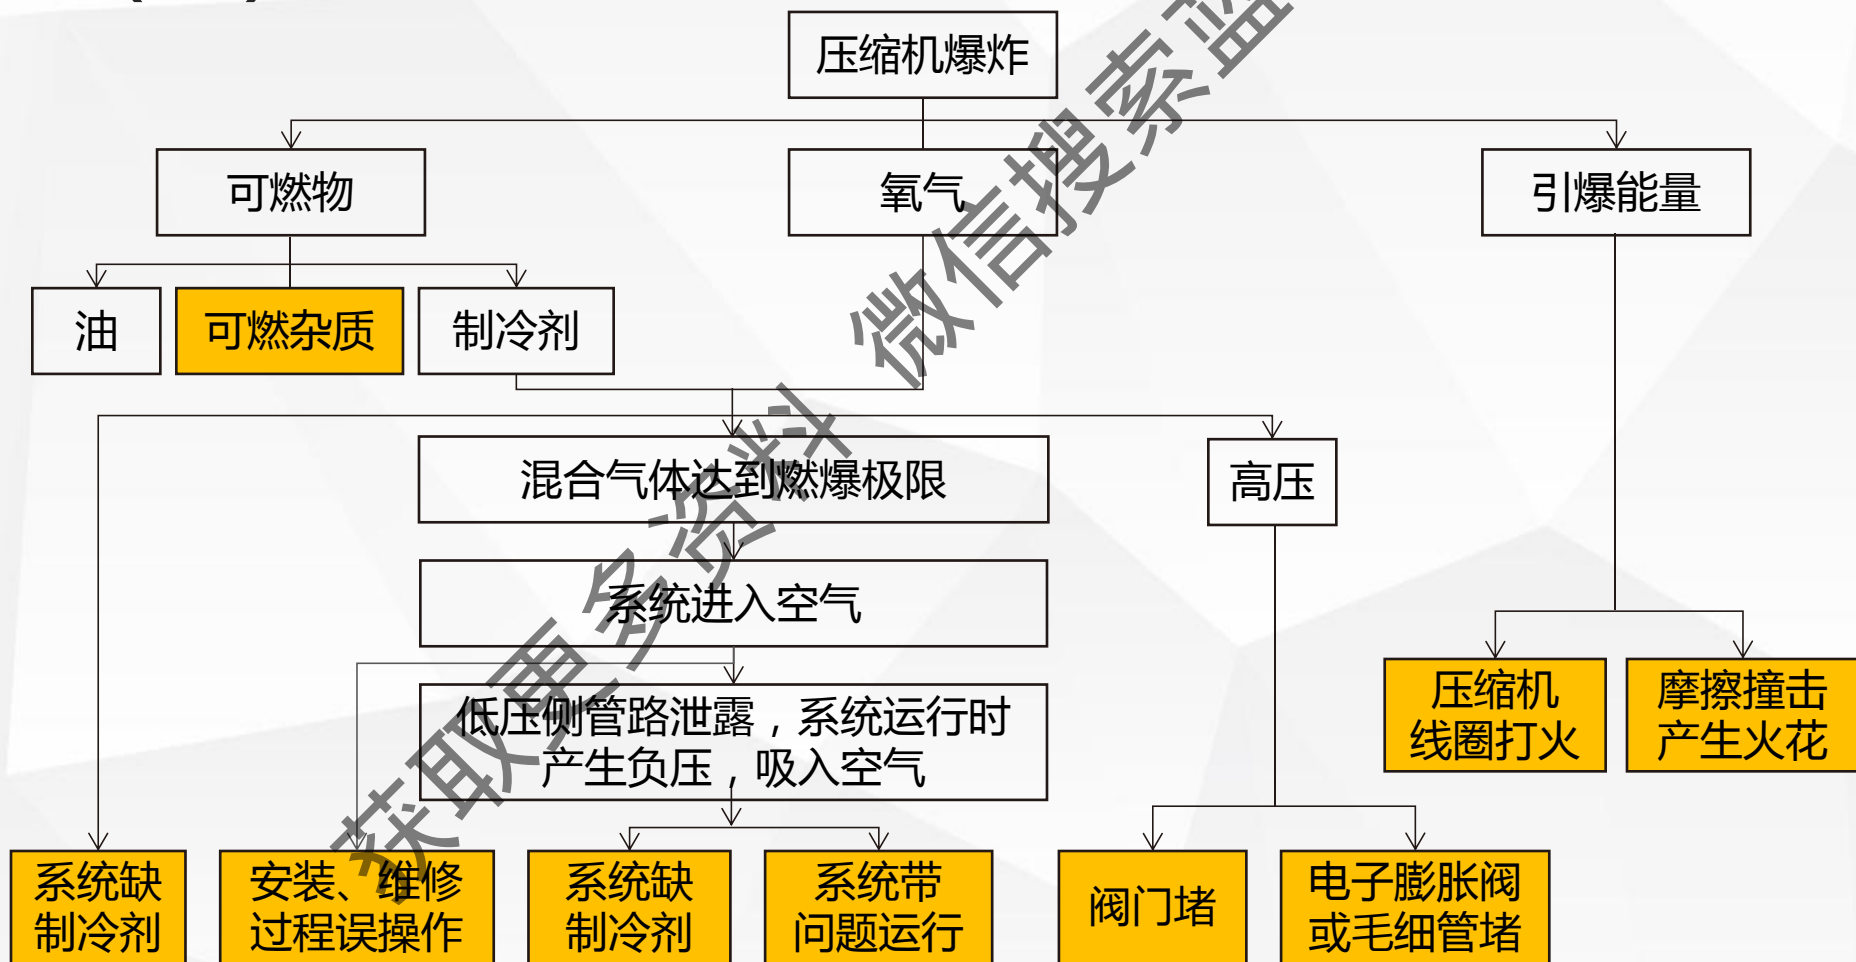 压缩机爆炸
可燃物
氧气
引爆能量
油
可燃杂质
制冷剂
混合气体达到燃爆极限
高压
系统进入空气
低压侧管路泄露，系统运行时
产生负压，吸入空气
压缩机
线圈打火
摩擦撞击
产生火花
系统缺
制冷剂
安装、维修
过程误操作
系统缺
制冷剂
系统带
问题运行
阀门堵
电子膨胀阀
或毛细管堵
获取更多资料 微信搜索蓝